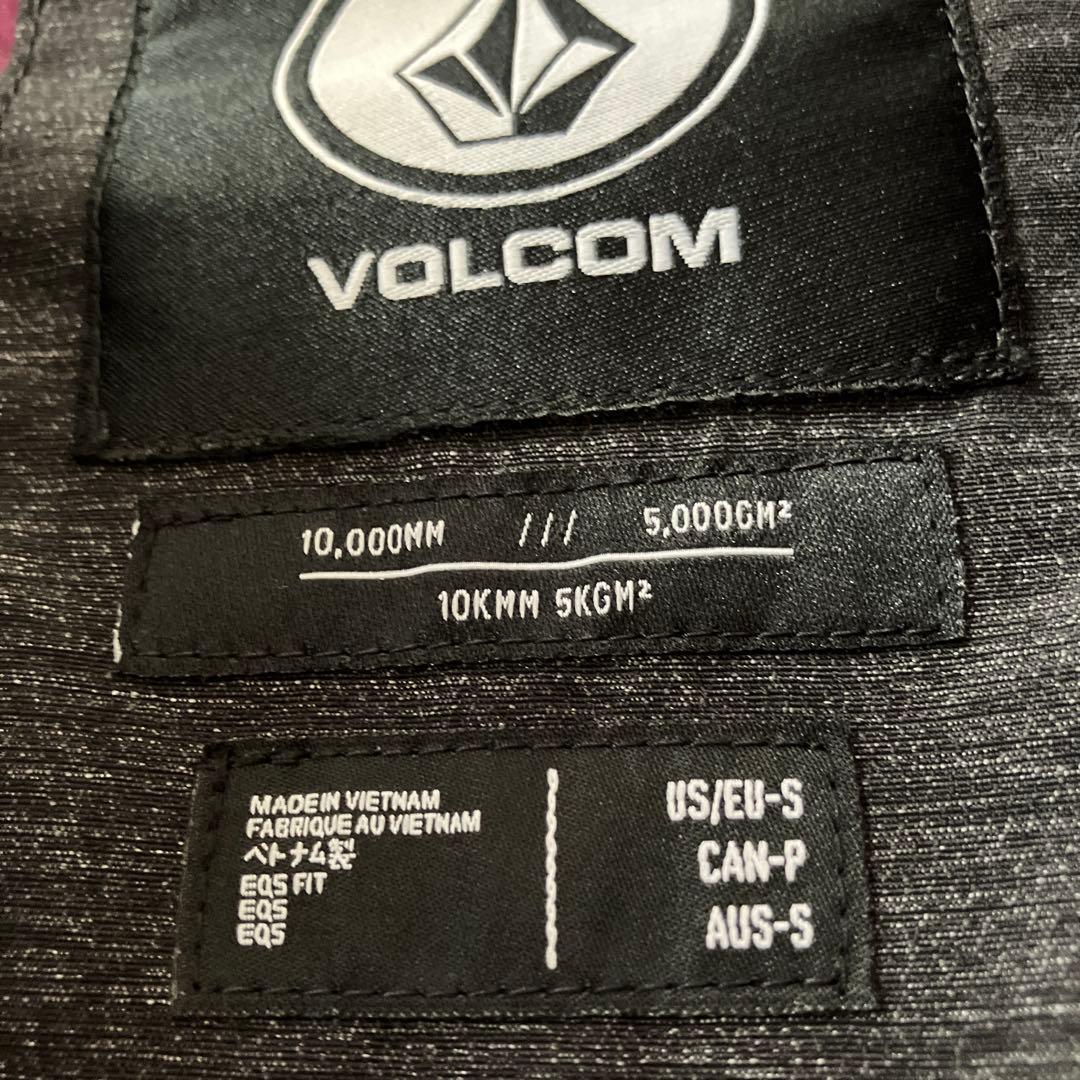 VOLCOM
10,000MM /// 5,000GM²
10KMM 5KGM²
MADE IN VIETNAM
FABRIQUE AU VIETNAM
ベトナム製
EQS FIT
EQS
EQS
US/EU-S
CAN-P
AUS-S